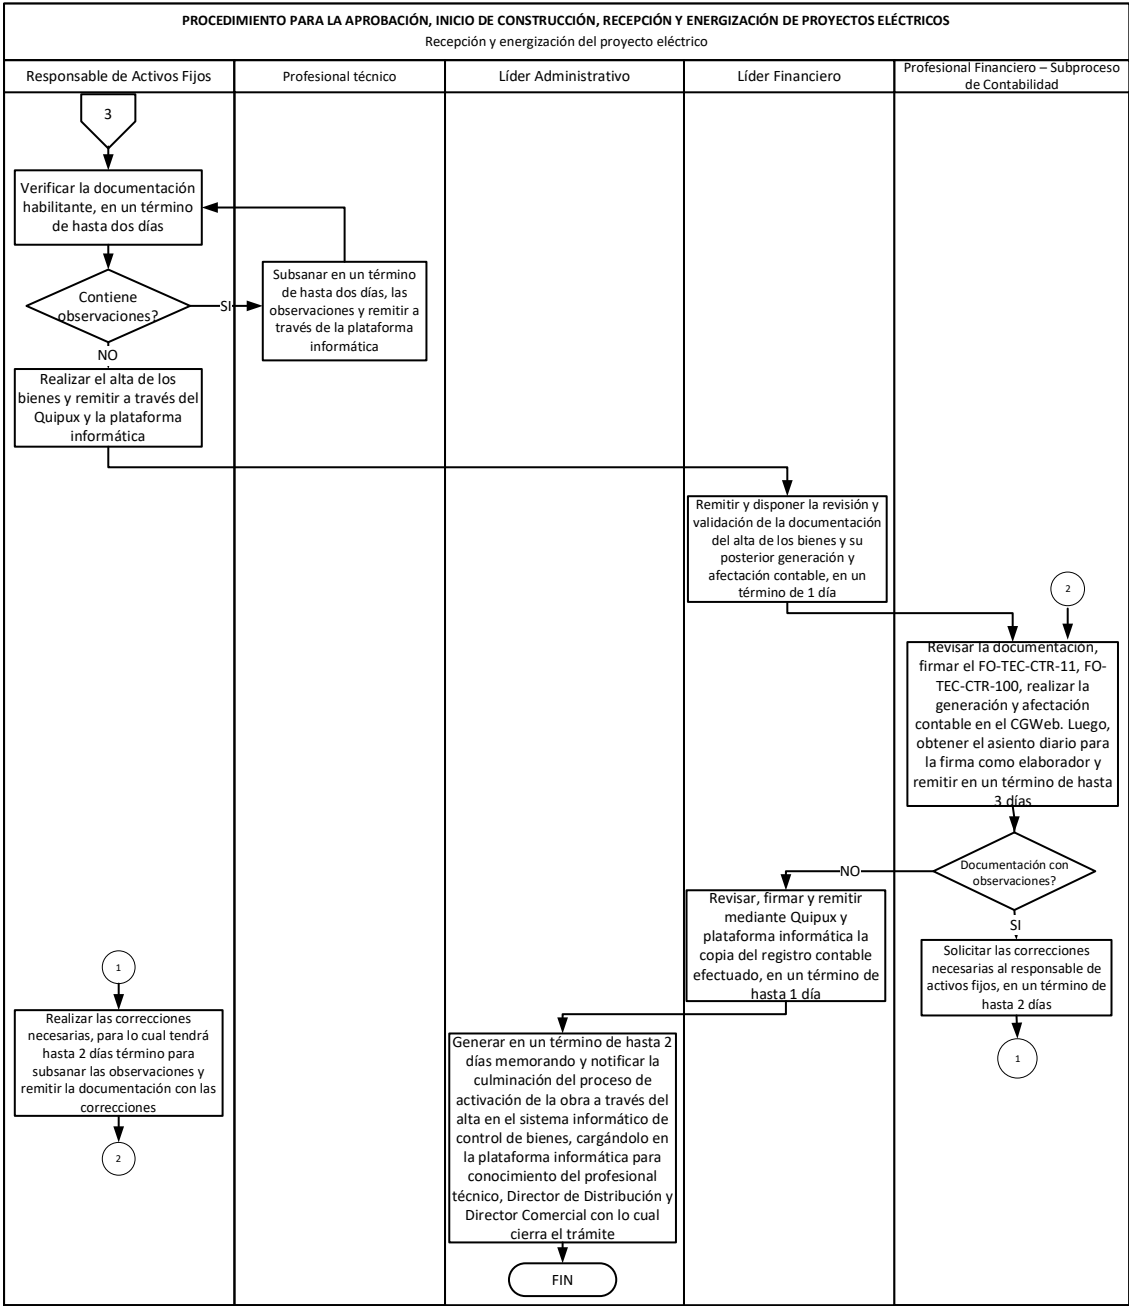 PROCEDIMIENTO PARA LA APROBACIÓN, INICIO DE CONSTRUCCIÓN, RECEPCIÓN Y ENERGIZACIÓN DE PROYECTOS ELÉCTRICOS
Recepción y energización del proyecto eléctrico
Responsable de Activos Fijos
Profesional técnico
Líder Administrativo
Líder Financiero
Profesional Financiero – Subproceso
de Contabilidad
3
Verificar la documentación
habilitante, en un término
de hasta dos días
Contiene
observaciones?
SI
Subsanar en un término
de hasta dos días, las
observaciones y remitir a
través de la plataforma
informática
NO
Realizar el alta de los
bienes y remitir a través del
Quipux y la plataforma
informática
Remitir y disponer la revisión y
validación de la documentación
del alta de los bienes y su
posterior generación y
afectación contable, en un
término de 1 día
2
Revisar la documentación,
firmar el FO-TEC-CTR-11, FO-
TEC-CTR-100, realizar la
generación y afectación
contable en el CGWeb. Luego,
obtener el asiento diario para
la firma como elaborador y
remitir en un término de hasta
3 días
Documentación con
observaciones?
NO
SI
Revisar, firmar y remitir
mediante Quipux y
plataforma informática la
copia del registro contable
efectuado, en un término de
hasta 1 día
Solicitar las correcciones
necesarias al responsable de
activos fijos, en un término de
hasta 2 días
1
1
Realizar las correcciones
necesarias, para lo cual tendrá
hasta 2 días término para
subsanar las observaciones y
remitir la documentación con las
correcciones
2
Generar en un término de hasta 2
días memorando y notificar la
culminación del proceso de
activación de la obra a través del
alta en el sistema informático de
control de bienes, cargándolo en
la plataforma informática para
conocimiento del profesional
técnico, Director de Distribución y
Director Comercial con lo cual
cierra el trámite
FIN